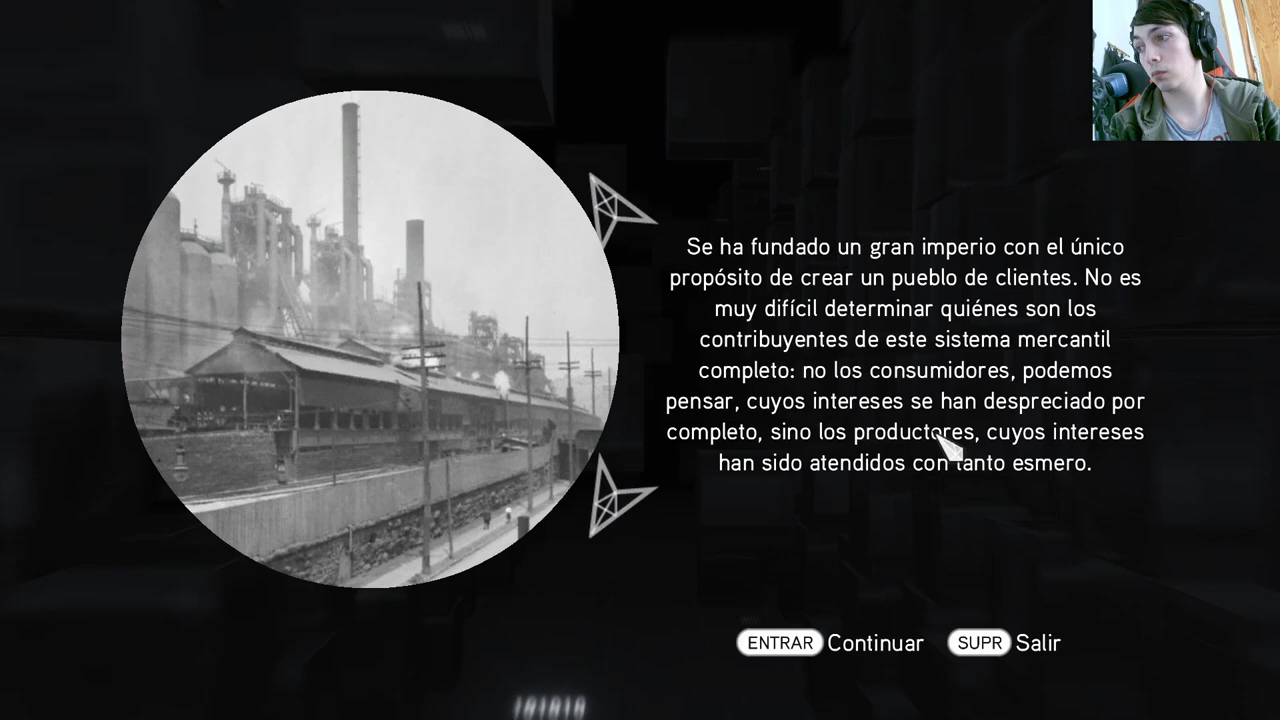 Se ha fundado un gran imperio con el único
propósito de crear un pueblo de clientes. No es
muy difícil determinar quiénes son los
contribuyentes de este sistema mercantil
completo: no los consumidores, podemos
pensar, cuyos intereses se han despreciado por
completo, sino los productores, cuyos intereses
han sido atendidos con tanto esmero.
ENTRAR Continuar SUPR Salir